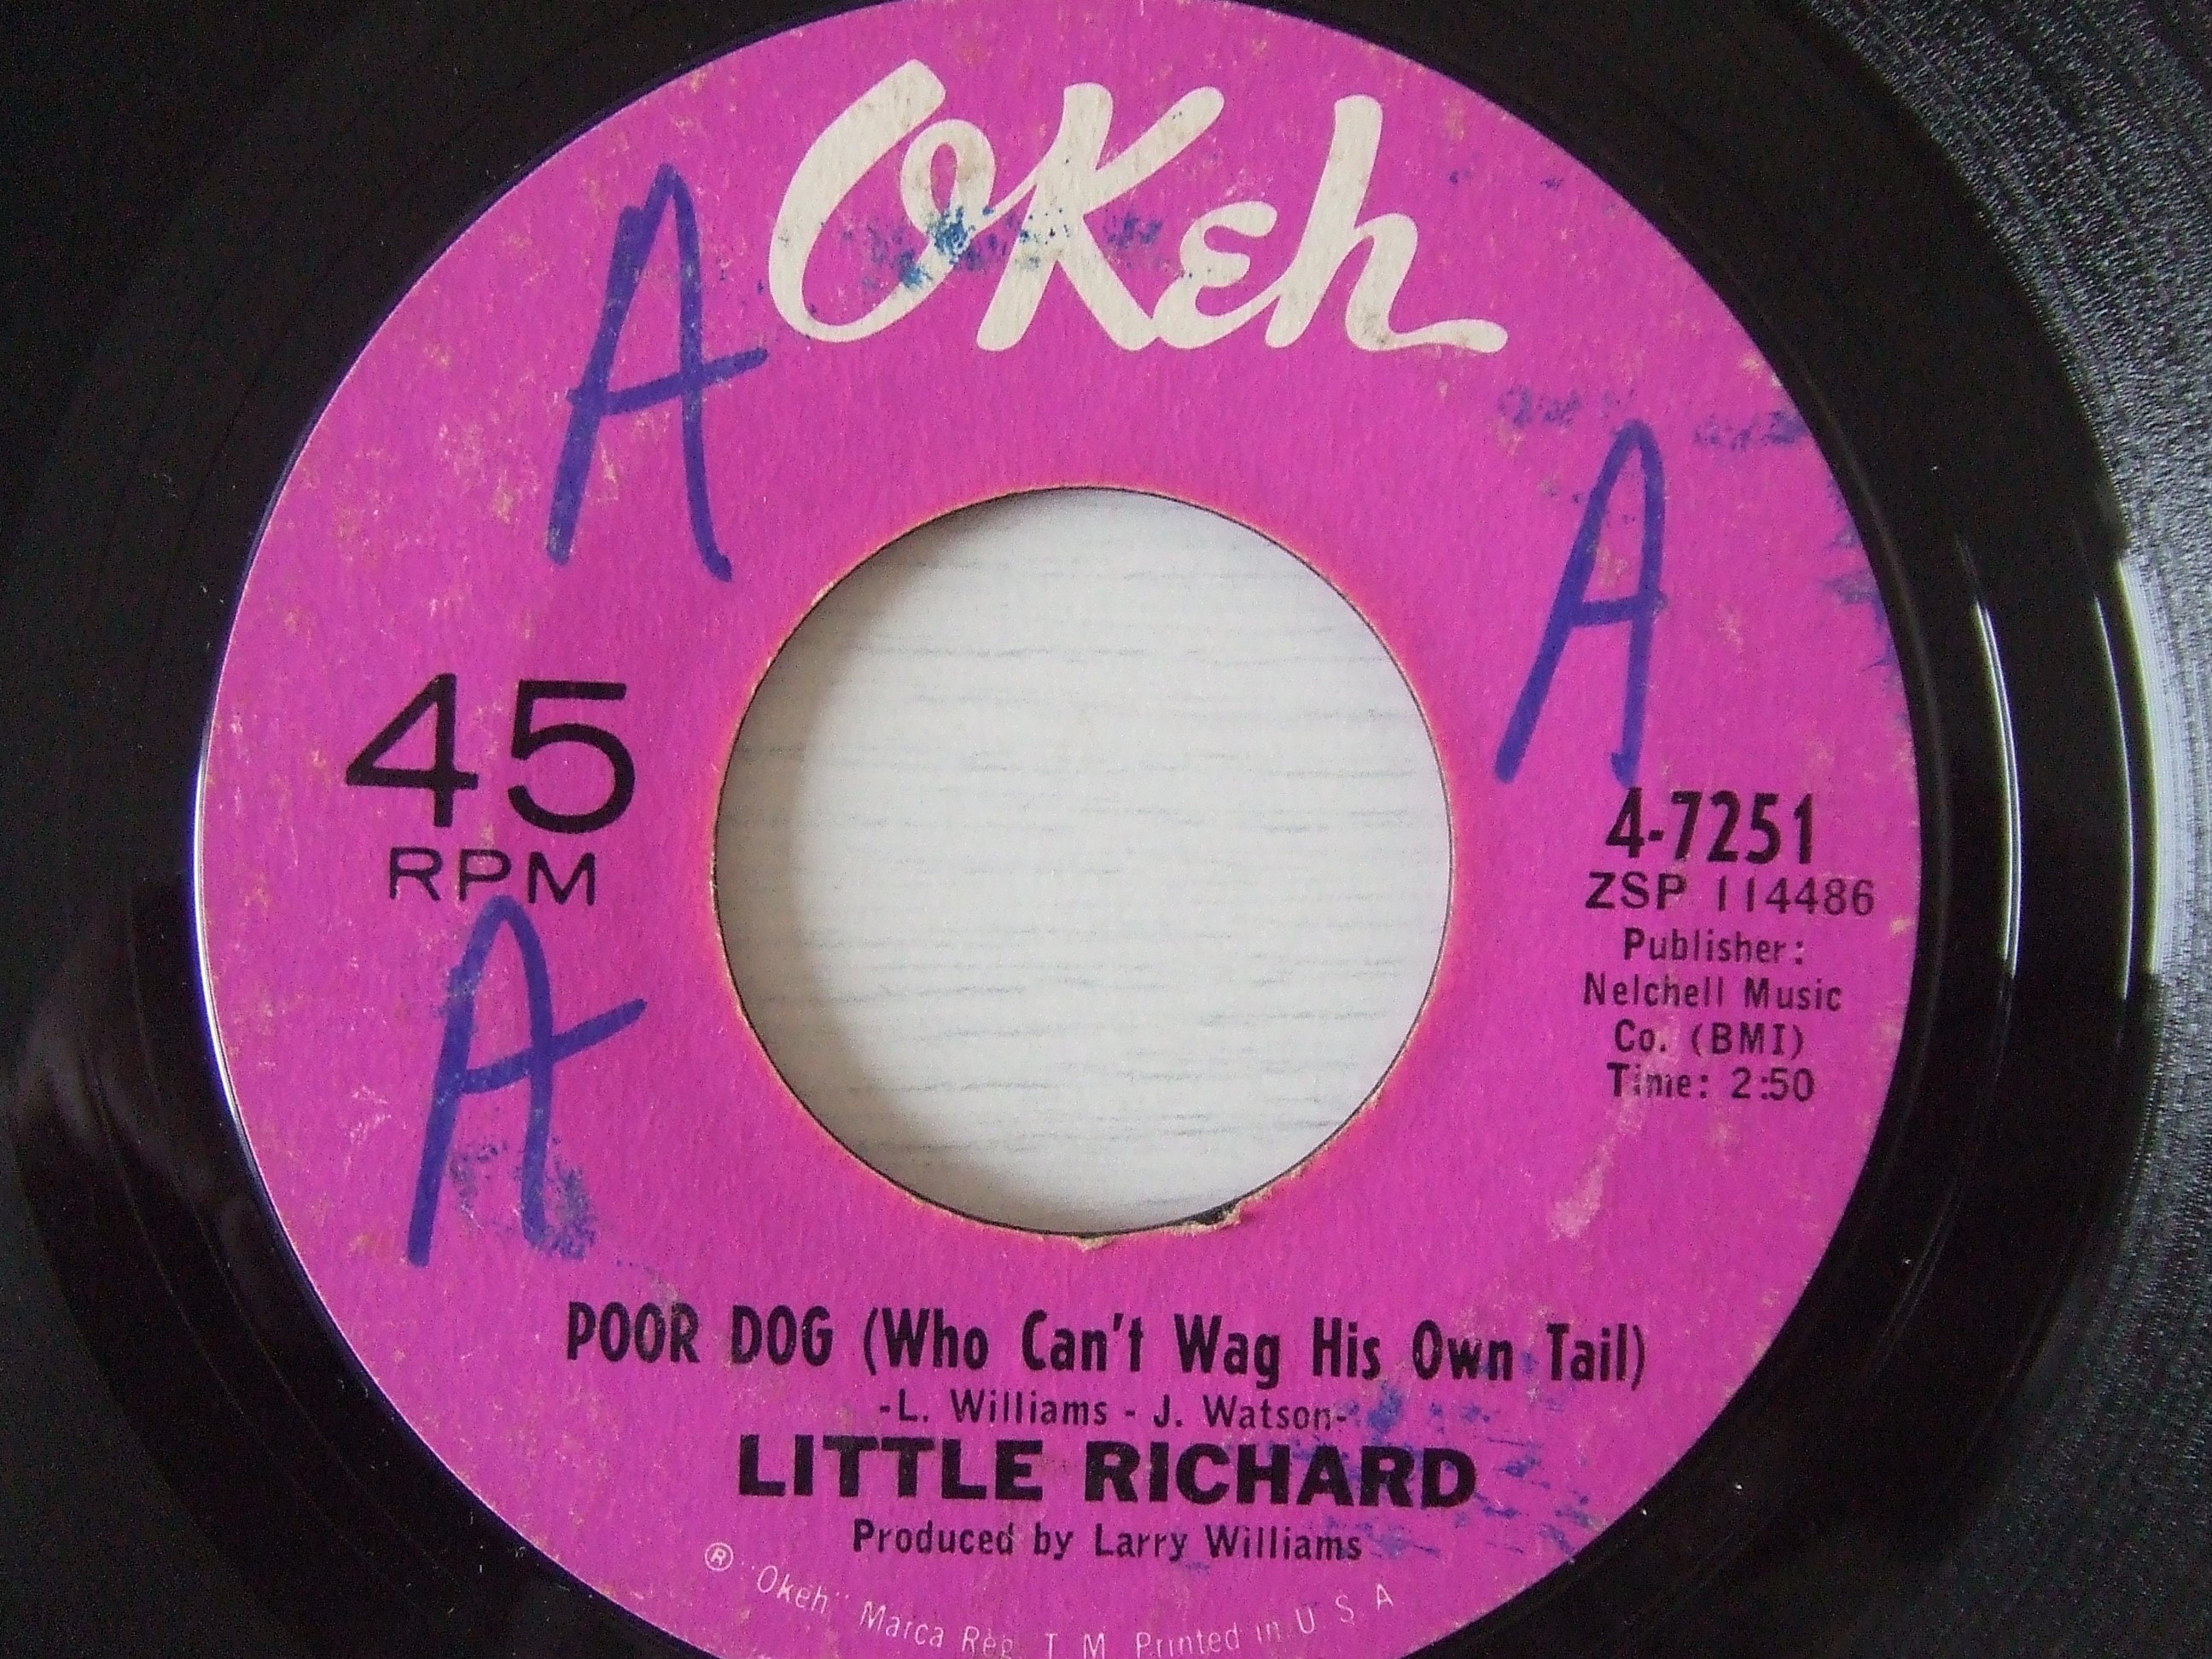 OKeh
A
A
45
RPM
A
4-7251
ZSP 114486
Publisher:
Nelchell Music
Co. (BMI)
Time: 2:50
POOR DOG (Who Can't Wag His Own Tail)
-L. Williams - J. Watson-
LITTLE RICHARD
Produced by Larry Williams
® "Okeh" Marca Reg. T M Printed in U S A